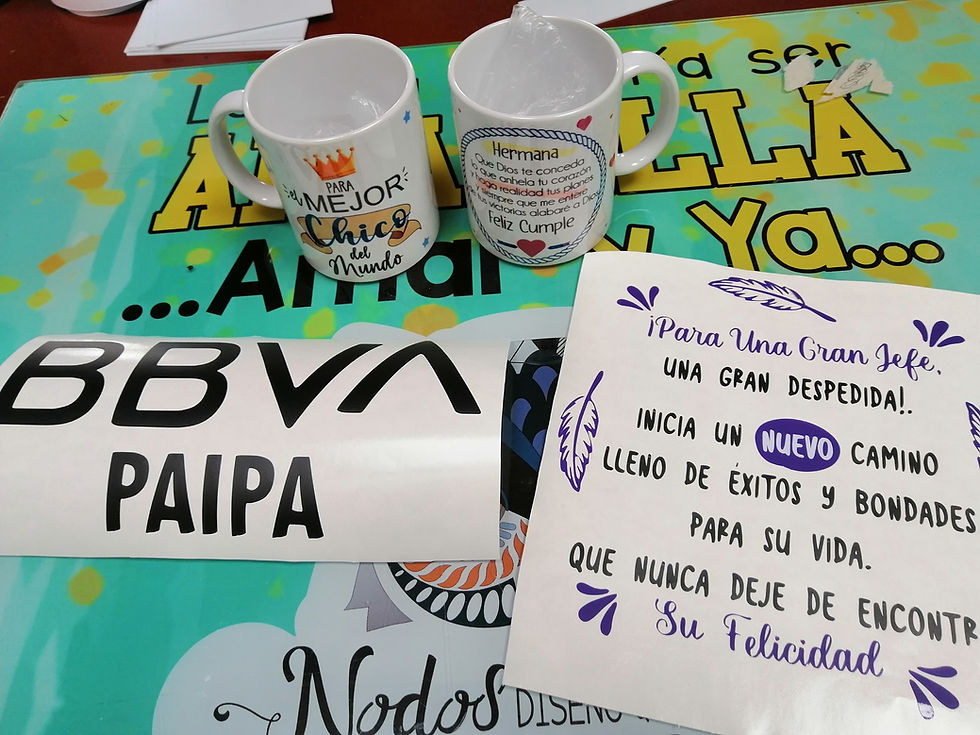 ser
...Amar y Ya...
PARA
el MEJOR
Chico
del
Mundo
Hermana
Que Dios te conceda
lo que anhela tu corazón
y haga realidad tus planes
que siempre que me entere
tus victorias alabaré a Dios
Feliz Cumple
BBVA
PAIPA
¡Para Una Gran Jefe,
UNA GRAN DESPEDIDA!.
INICIA UN NUEVO CAMINO
LLENO DE ÉXITOS Y BONDADES
PARA SU VIDA.
QUE NUNCA DEJE DE ENCONTR
Su Felicidad
Nodos DISEÑO